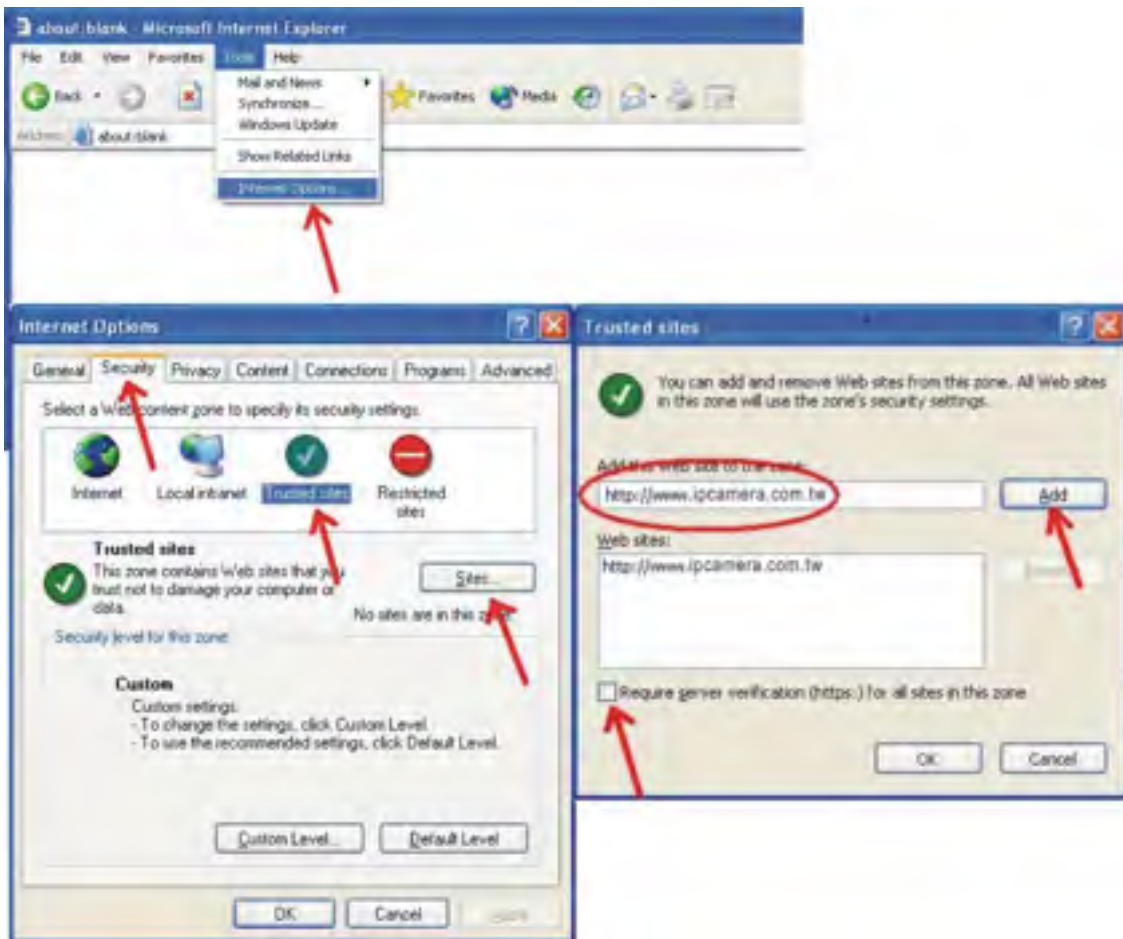 about:blank - Microsoft Internet Explorer
File Edit View Favorites Tools Help
Back Favorites Media
Address about:blank
Mail and News
Synchronize...
Windows Update
Show Related Links
Internet Options...
Internet Options
General Security Privacy Content Connections Programs Advanced
Select a Web content zone to specify its security settings.
Internet Local intranet Trusted sites Restricted sites
Trusted sites
This zone contains Web sites that you
trust not to damage your computer or
data.
Sites...
No sites are in this zone.
Security level for this zone
Custom
Custom settings.
- To change the settings, click Custom Level.
- To use the recommended settings, click Default Level.
Custom Level... Default Level
OK Cancel
Trusted sites
You can add and remove Web sites from this zone. All Web sites
in this zone will use the zone's security settings.
Add this Web site to the zone:
http://www.ipcamera.com.tw Add
Web sites:
http://www.ipcamera.com.tw
Require server verification (https:) for all sites in this zone
OK Cancel